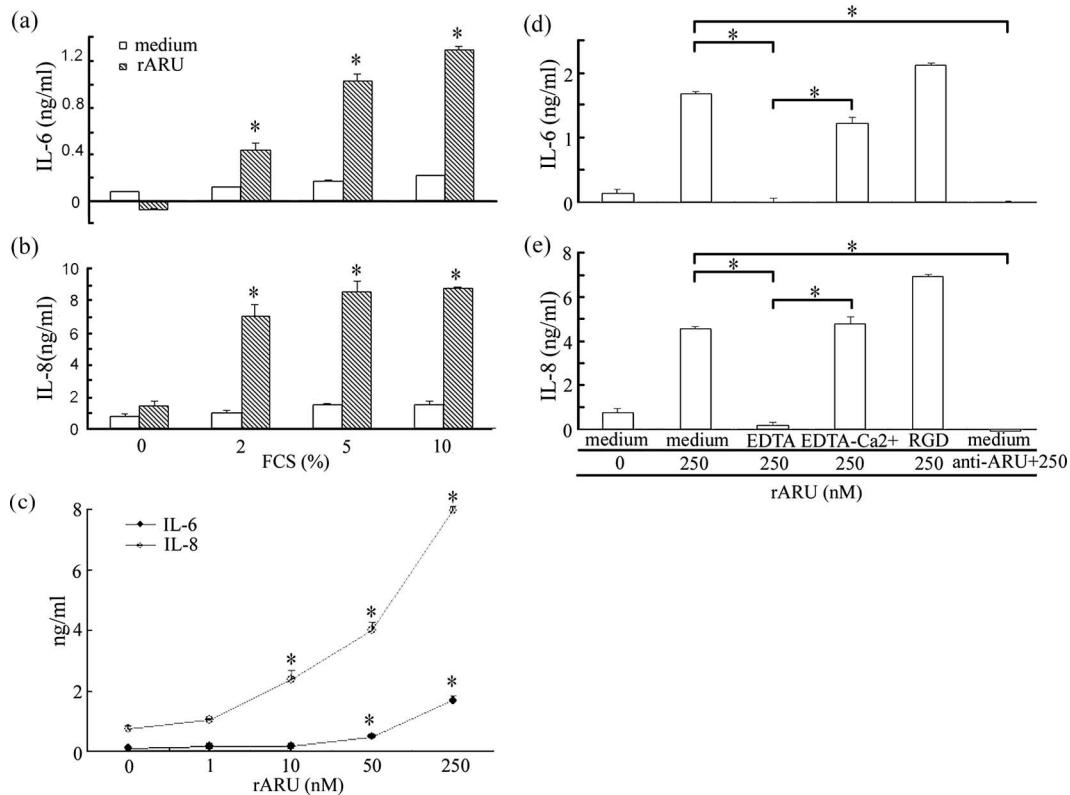 (a)
medium
rARU
IL-6 (ng/ml)
1.2
0.8
0.4
0
* * *
(b)
IL-8(ng/ml)
10
8
6
4
2
0
* * *
0 2 5 10
FCS (%)
(c)
IL-6
IL-8
ng/ml
8
4
2
0
* * * * *
0 1 10 50 250
rARU (nM)
(d)
IL-6 (ng/ml)
2
1
0
* * *
(e)
IL-8 (ng/ml)
8
6
4
2
0
* * *
medium medium EDTA EDTA-Ca2+ RGD medium
0 250 250 250 250 anti-ARU+250
rARU (nM)